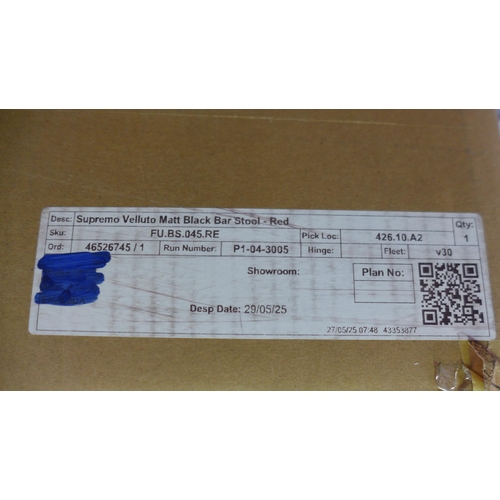 Desc: Supremo Velluto Matt Black Bar Stool - Red Qty:
Sku: FU.BS.045.RE Pick Loc: 426.10.A2 1
Ord: 46526745 / 1 Run Number: P1-04-3005 Hinge: Fleet: v30
Showroom: Plan No:
Desp Date: 29/05/25
27/05/25 07:48 43353877